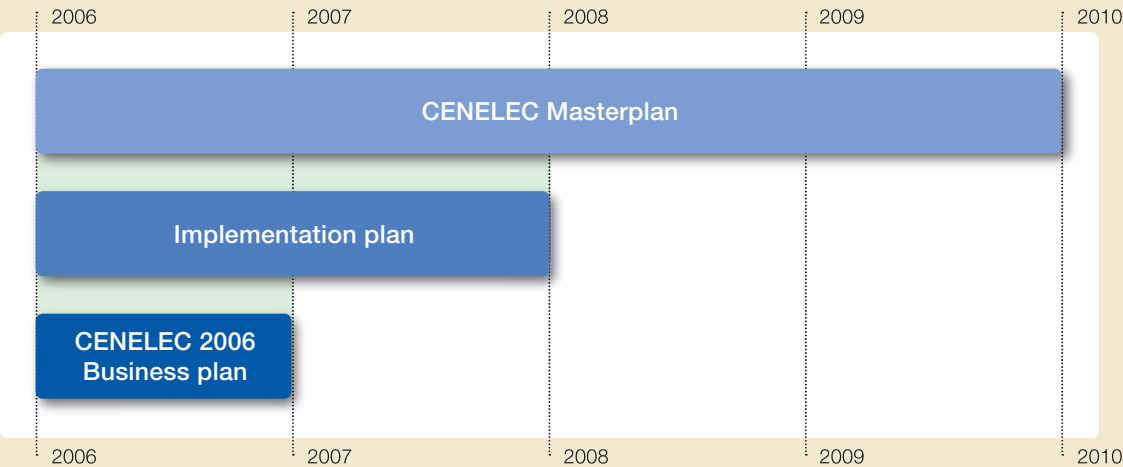 2006 2007 2008 2009 2010
CENELEC Masterplan
Implementation plan
CENELEC 2006
Business plan
2006 2007 2008 2009 2010